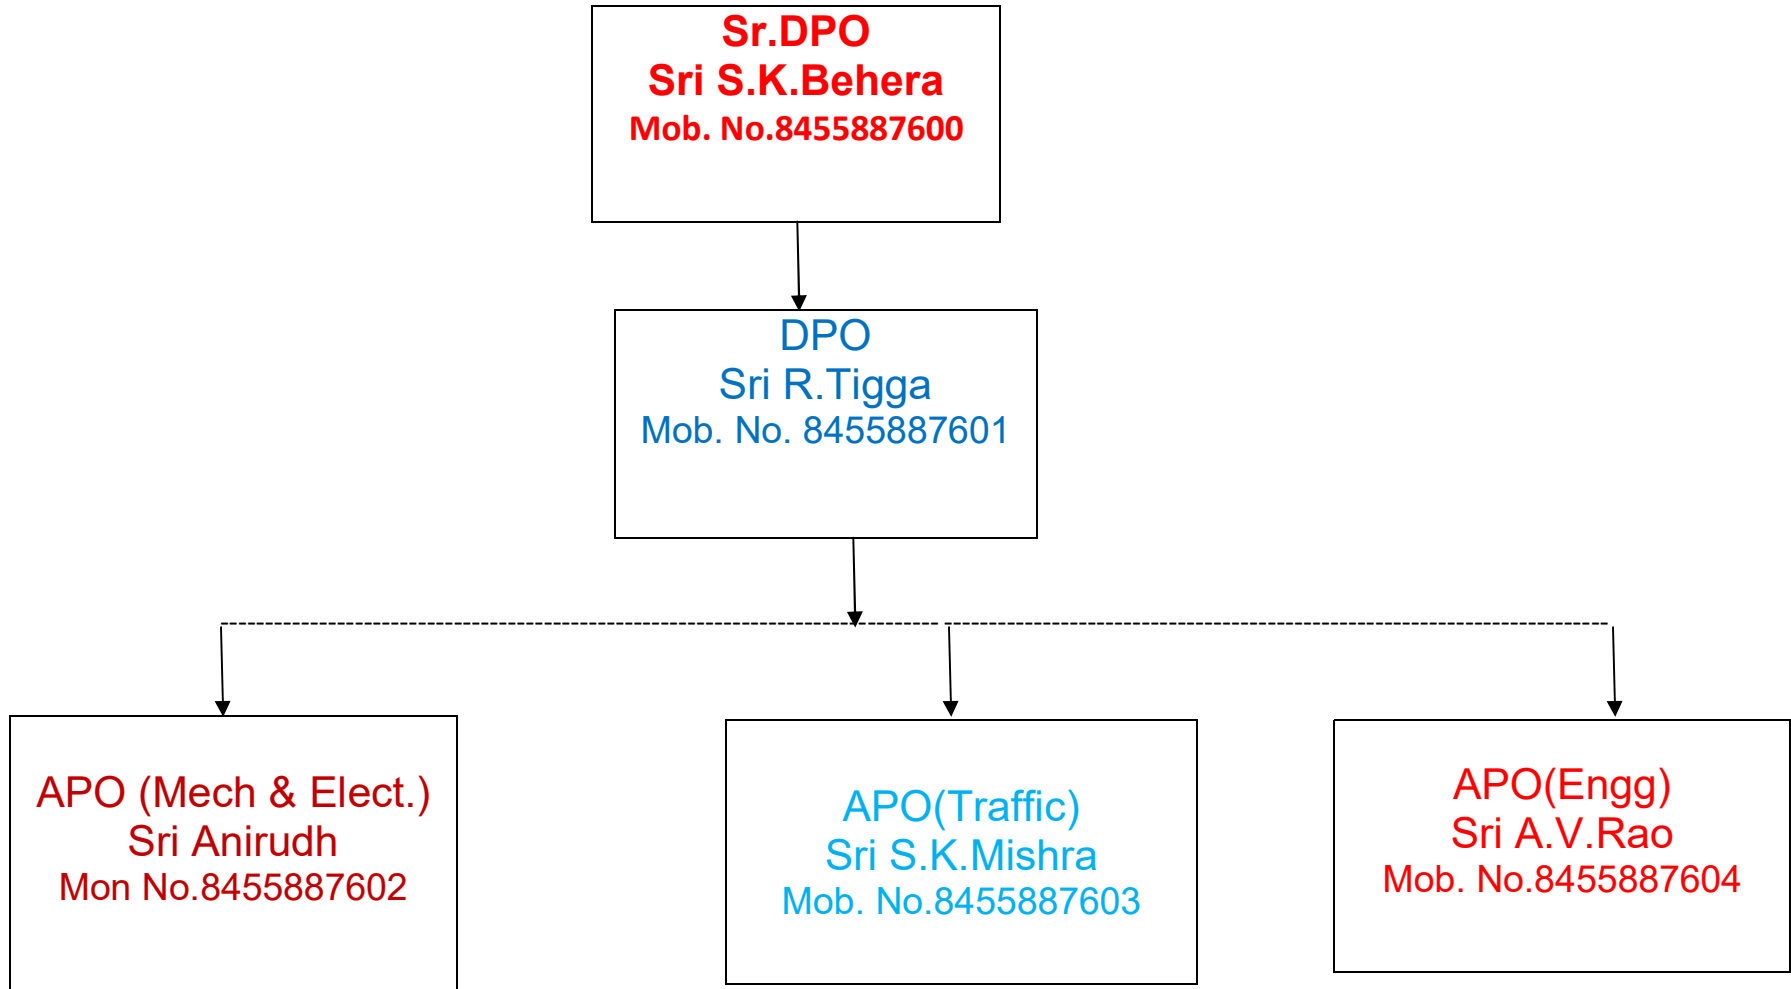 Sr.DPO
Sri S.K.Behera
Mob. No.8455887600
DPO
Sri R.Tigga
Mob. No. 8455887601
APO (Mech & Elect.)
Sri Anirudh
Mon No.8455887602
APO(Traffic)
Sri S.K.Mishra
Mob. No.8455887603
APO(Engg)
Sri A.V.Rao
Mob. No.8455887604